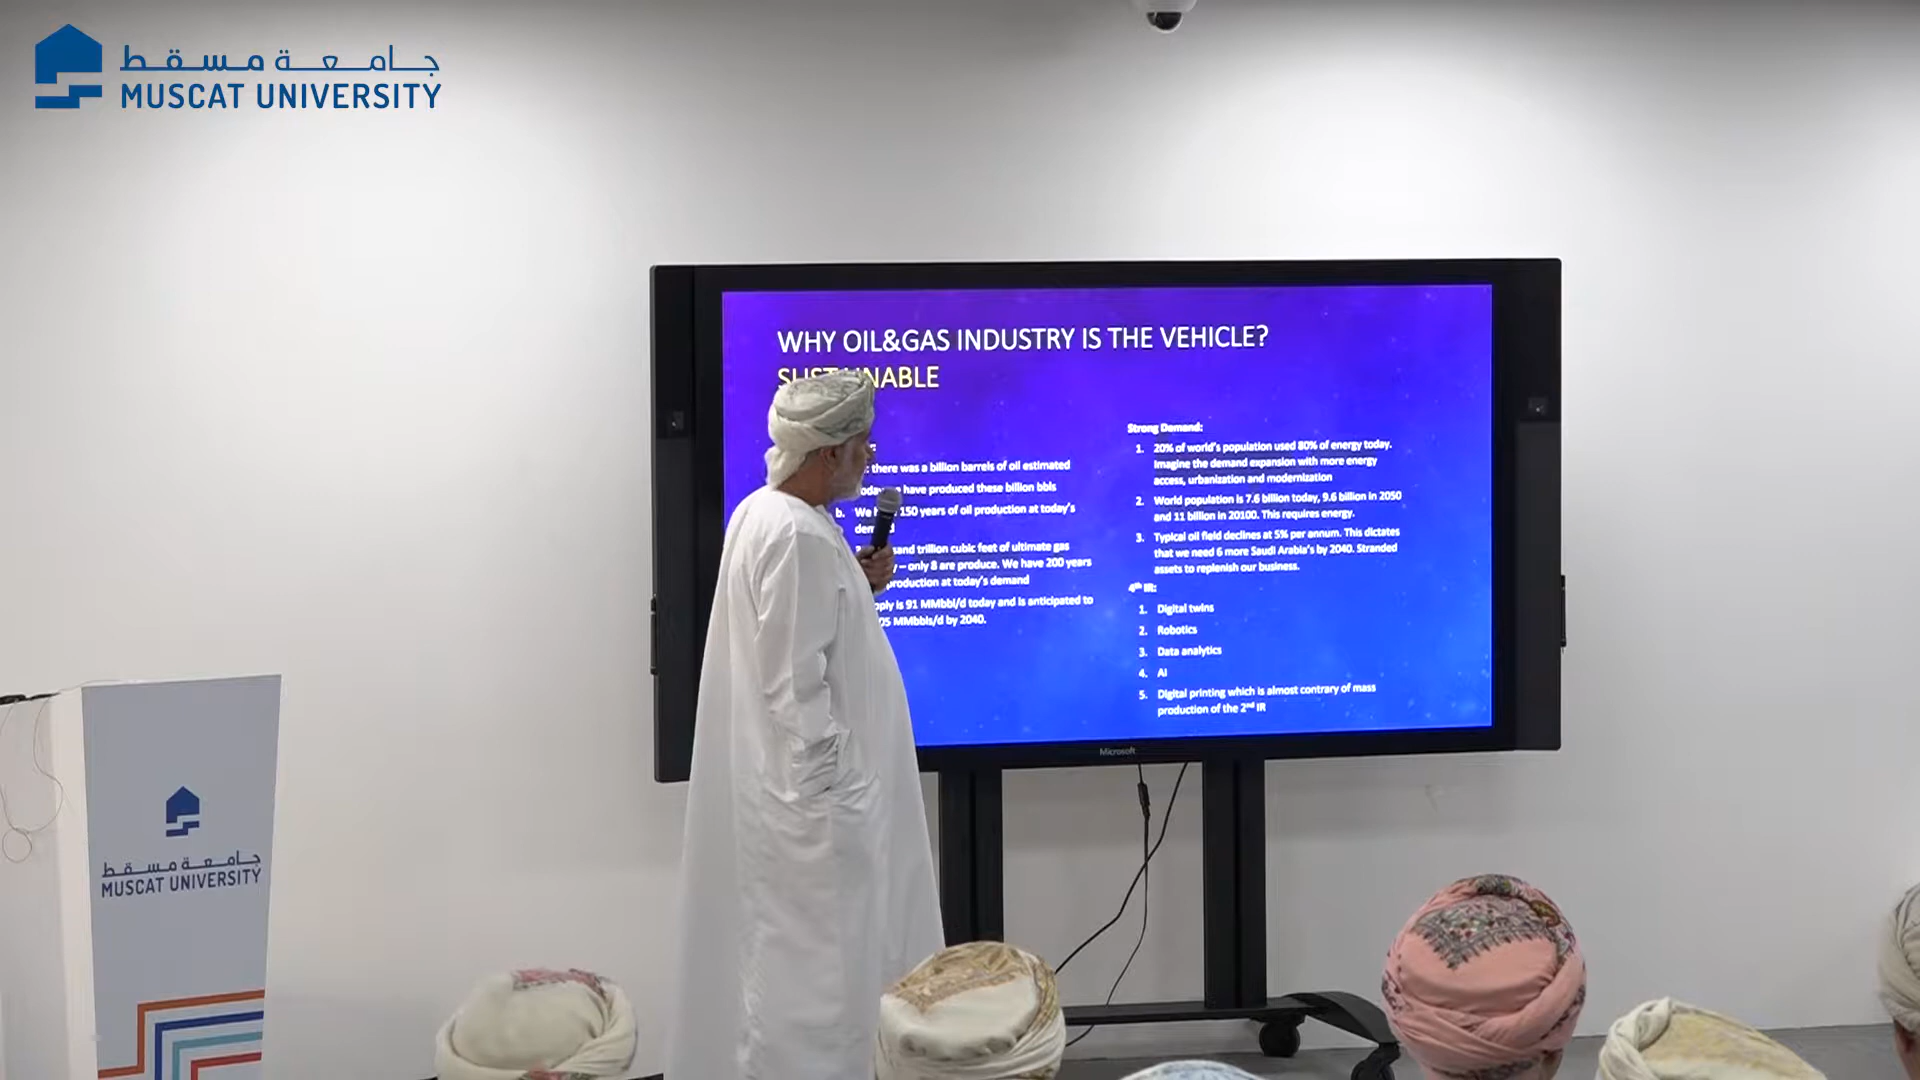 جامعة مسقط
MUSCAT UNIVERSITY
WHY OIL&GAS INDUSTRY IS THE VEHICLE?
there was a billion barrels of oil estimated
have produced these billion bbls
b. We 150 years of oil production at today's
trillion cubic feet of ultimate gas
– only 8 are produce. We have 200 years
production at today's demand
is 91 MMbbl/d today and is anticipated to
MMbbls/d by 2040.
Strong Demand:
1. 20% of world's population used 80% of energy today.
Imagine the demand expansion with more energy
access, urbanization and modernization
2. World population is 7.6 billion today, 9.6 billion in 2050
and 11 billion in 20100. This requires energy.
3. Typical oil field declines at 5% per annum. This dictates
that we need 6 more Saudi Arabia's by 2040. Stranded
assets to replenish our business.
4th IR:
1. Digital twins
2. Robotics
3. Data analytics
4. AI
5. Digital printing which is almost contrary of mass
production of the 2nd IR
Microsoft
جامعة مسقط
MUSCAT UNIVERSITY